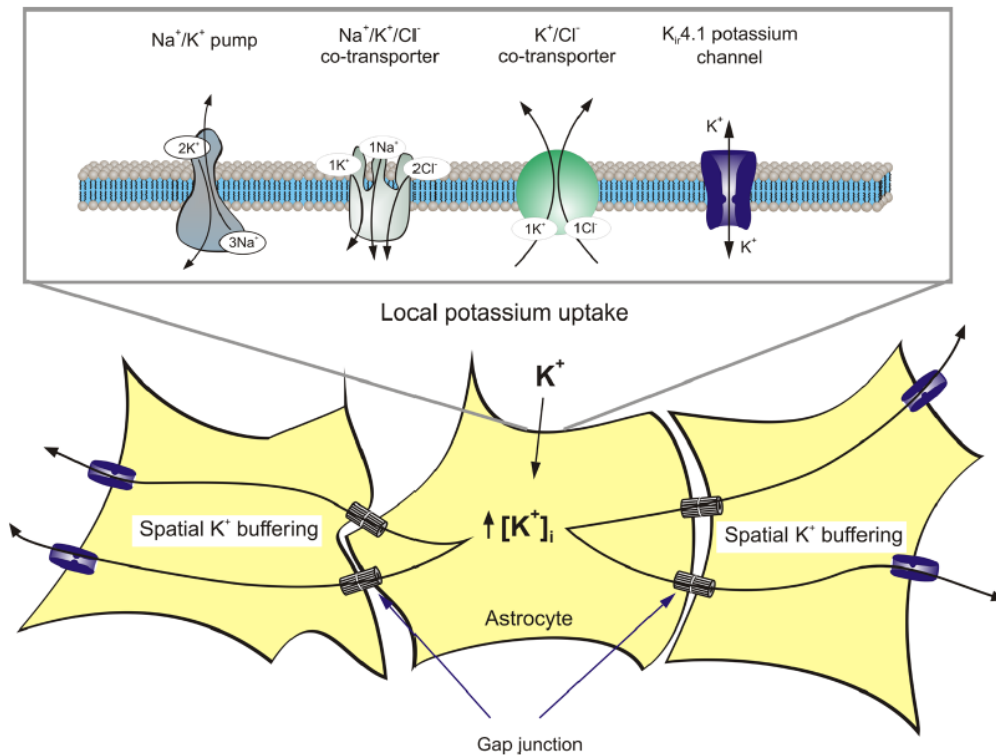 Na⁺/K⁺ pump
Na⁺/K⁺/Cl⁻
co-transporter
K⁺/Cl⁻
co-transporter
Kᵢᵣ4.1 potassium
channel
2K⁺
3Na⁺
1K⁺
1Na⁺
2Cl⁻
1K⁺
1Cl⁻
K⁺
K⁺
Local potassium uptake
K⁺
Spatial K⁺ buffering
↑ [K⁺]ᵢ
Spatial K⁺ buffering
Astrocyte
Gap junction